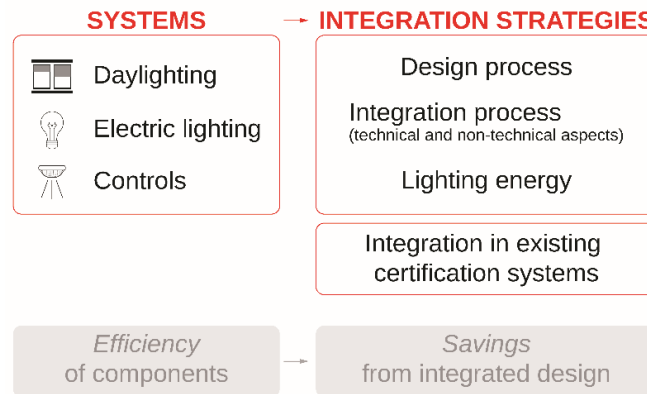 SYSTEMS
Daylighting
Electric lighting
Controls
INTEGRATION STRATEGIES
Design process
Integration process
(technical and non-technical aspects)
Lighting energy
Integration in existing
certification systems
Efficiency
of components
Savings
from integrated design